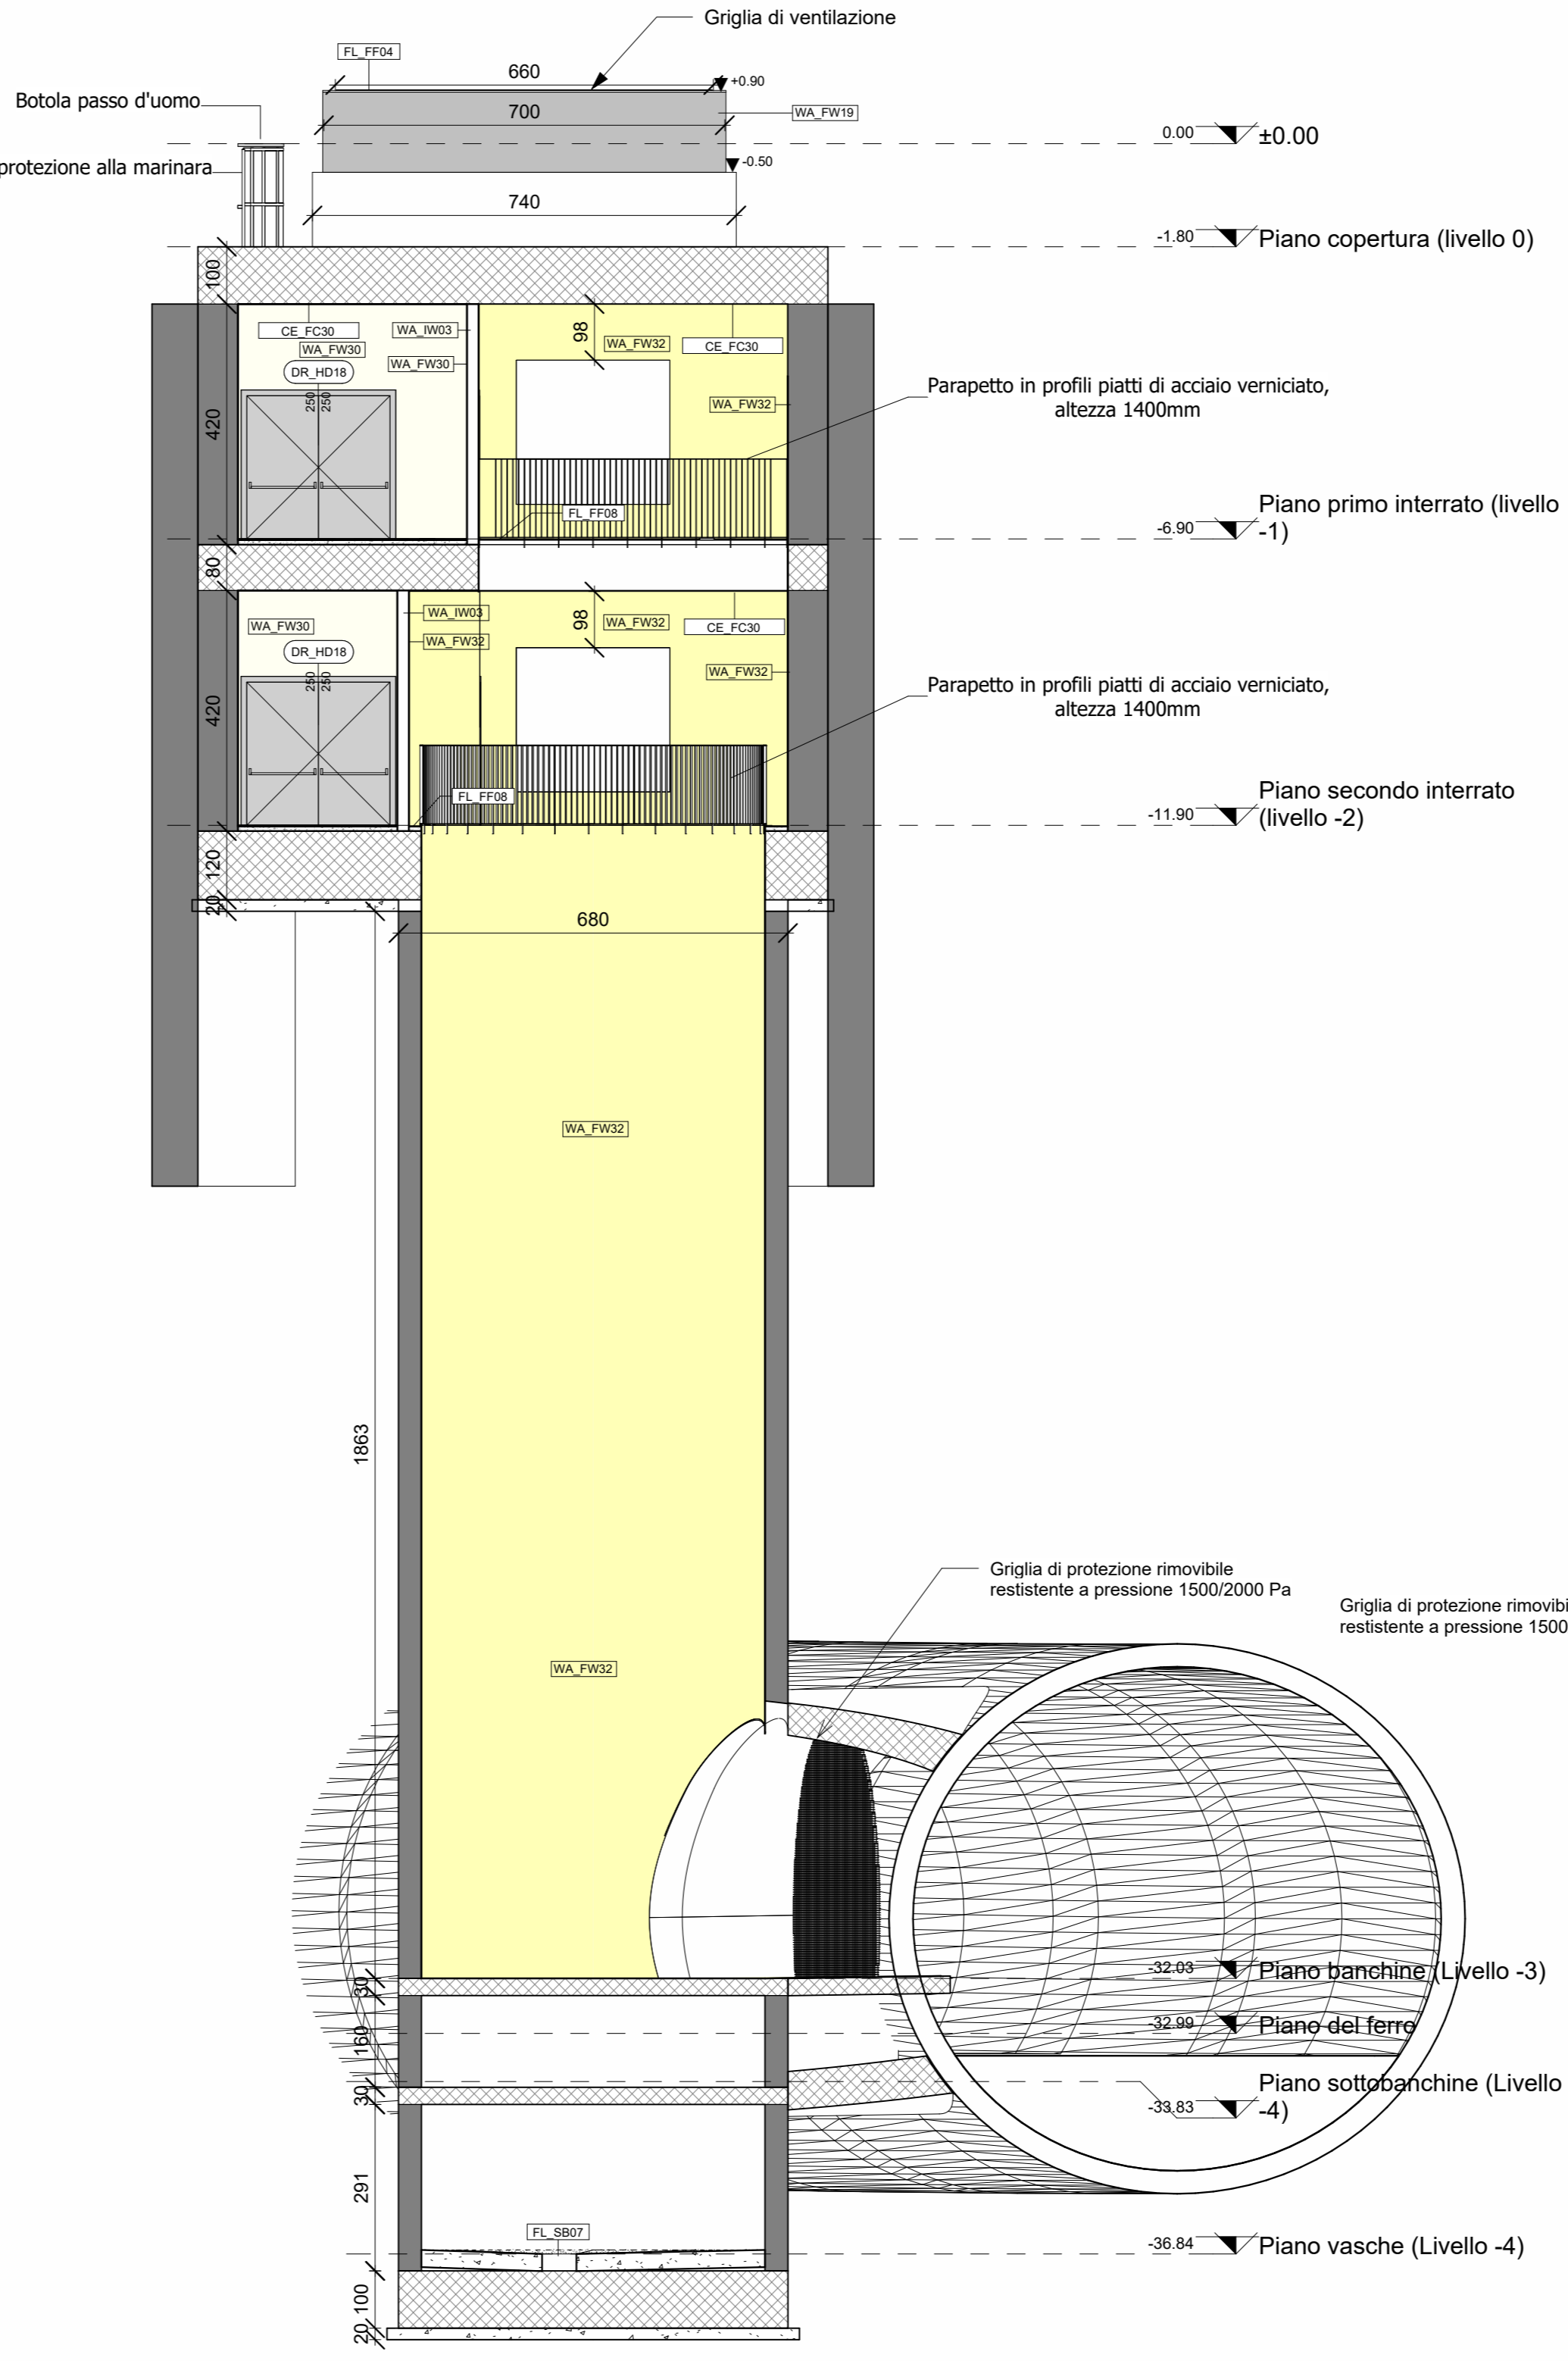 Griglia di ventilazione
FL_FF04
660
+0.90
Botola passo d'uomo
700
WA_FW19
0.00
±0.00
protezione alla marinara
-0.50
740
-1.80
Piano copertura (livello 0)
100
CE_FC30
WA_IW03
98
WA_FW32
CE_FC30
WA_FW30
WA_FW30
DR_HD18
250
250
Parapetto in profili piatti di acciaio verniciato,
altezza 1400mm
WA_FW32
420
Piano primo interrato (livello
-1)
FL_FF08
-6.90
80
WA_IW03
98
WA_FW32
CE_FC30
WA_FW30
WA_FW32
DR_HD18
250
250
WA_FW32
Parapetto in profili piatti di acciaio verniciato,
altezza 1400mm
420
Piano secondo interrato
(livello -2)
FL_FF08
-11.90
120
20
680
WA_FW32
1863
Griglia di protezione rimovibile
restistente a pressione 1500/2000 Pa
Griglia di protezione rimovibi
restistente a pressione 1500
WA_FW32
-32.03
Piano banchine (Livello -3)
30
-32.99
Piano del ferro
160
30
Piano sottobanchine (Livello
-4)
-33.83
291
FL_SB07
-36.84
Piano vasche (Livello -4)
100
20